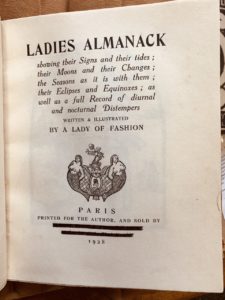 LADIES ALMANACK
showing their Signs and their tides;
their Moons and their Changes;
the Seasons as it is with them;
their Eclipses and Equinoxes; as
well as a full Record of diurnal
and nocturnal Distempers
WRITTEN & ILLUSTRATED
BY A LADY OF FASHION
PARIS
PRINTED FOR THE AUTHOR, AND SOLD BY
1928